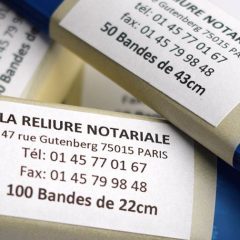 rue Gutenberg 75015 PARIS
Tél: 01 45 77 01 67
Fax: 01 45 79 98 48
50 Bandes de 43cm
LA RELIURE NOTARIALE
47 rue Gutenberg 75015 PARIS
Tél: 01 45 77 01 67
Fax: 01 45 79 98 48
100 Bandes de 22cm